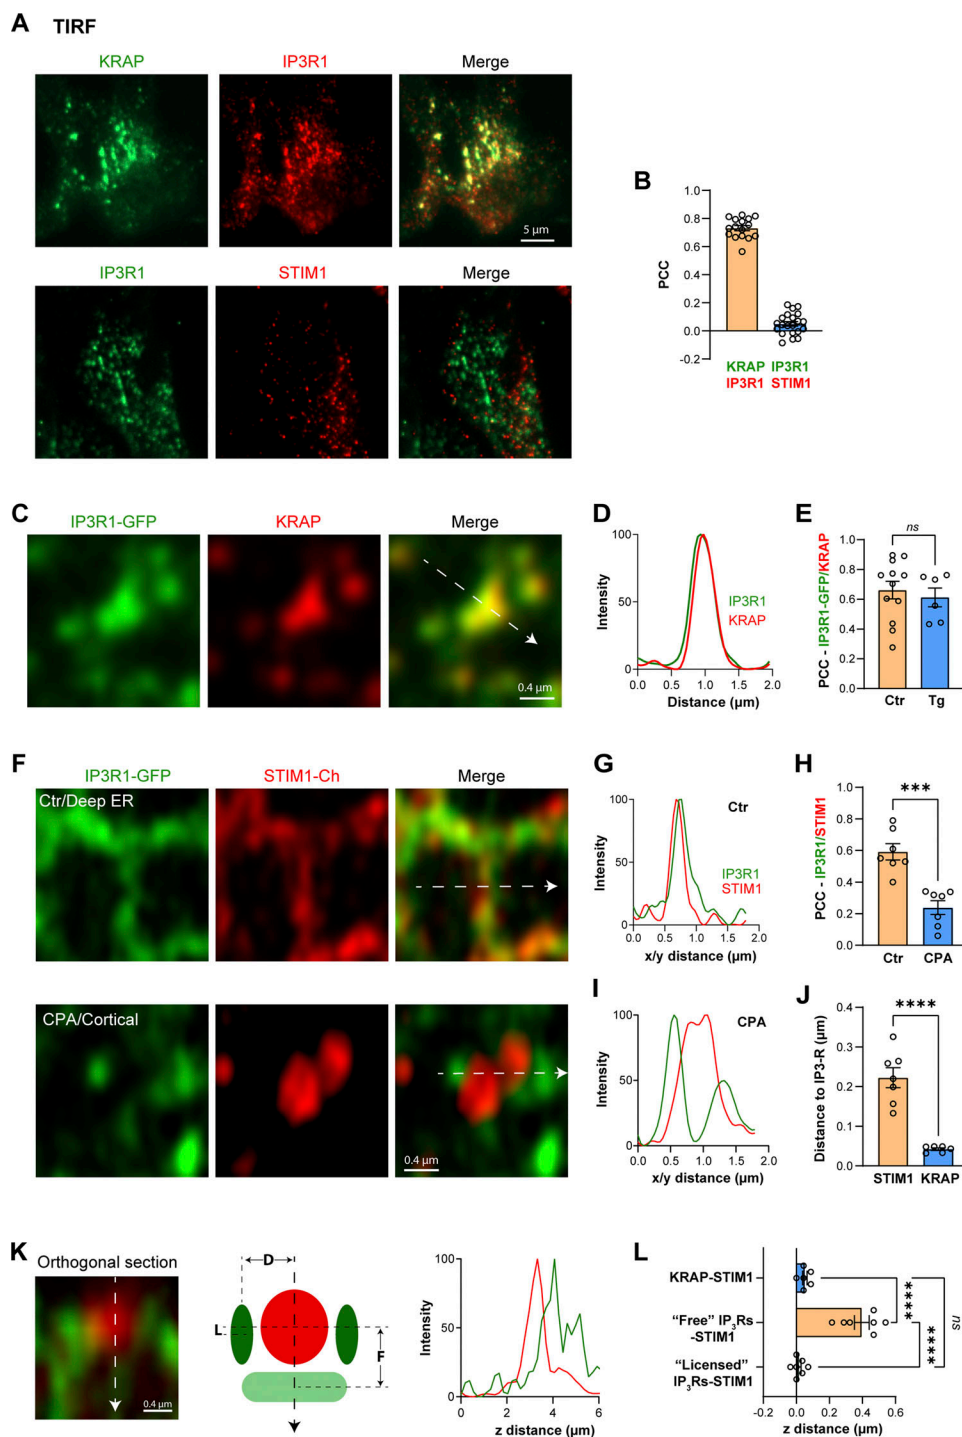 A TIRF
KRAP IP3R1 Merge
5 µm
IP3R1 STIM1 Merge
B
PCC
1.0
0.8
0.6
0.4
0.2
0.0
-0.2
KRAP IP3R1
IP3R1 STIM1
C
IP3R1-GFP KRAP Merge
0.4 µm
D
Intensity
100
50
0
IP3R1
KRAP
0.0 0.5 1.0 1.5 2.0
Distance (µm)
E
PCC - IP3R1-GFP/KRAP
ns
1.0
0.8
0.6
0.4
0.2
0.0
Ctr Tg
F
IP3R1-GFP STIM1-Ch Merge
Ctr/Deep ER
CPA/Cortical
0.4 µm
G
Intensity
100
50
0
Ctr
IP3R1
STIM1
0.0 0.5 1.0 1.5 2.0
x/y distance (µm)
H
PCC - IP3R1/STIM1
***
1.0
0.8
0.6
0.4
0.2
0.0
Ctr CPA
I
Intensity
100
50
0
CPA
0.0 0.5 1.0 1.5 2.0
x/y distance (µm)
J
Distance to IP3-R (µm)
****
0.4
0.3
0.2
0.1
0.0
STIM1 KRAP
K
Orthogonal section
0.4 µm
D
L
F
Intensity
100
50
0
0 2 4 6
z distance (µm)
L
KRAP-STIM1
"Free" IP₃Rs
-STIM1
"Licensed"
IP₃Rs-STIM1
****
****
ns
-0.2 0.0 0.2 0.4 0.6
z distance (µm)